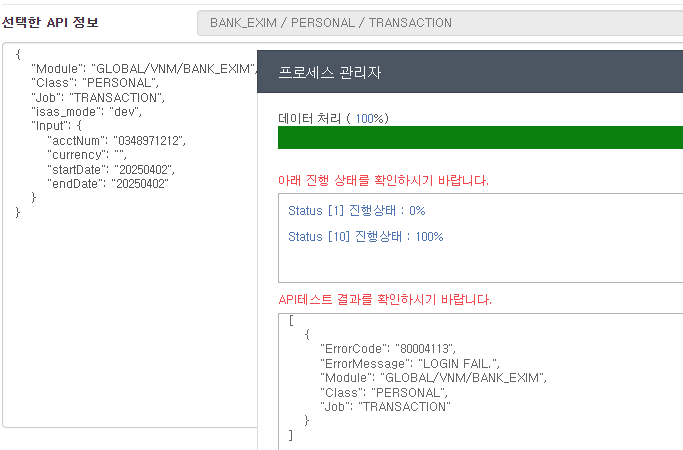 선택한 API 정보
BANK_EXIM / PERSONAL / TRANSACTION
{
"Module": "GLOBAL/VNM/BANK_EXIM",
"Class": "PERSONAL",
"Job": "TRANSACTION",
"isas_mode": "dev",
"Input": {
"acctNum": "0348971212",
"currency": "",
"startDate": "20250402",
"endDate": "20250402"
}
}
프로세스 관리자
데이터 처리 ( 100%)
아래 진행 상태를 확인하시기 바랍니다.
Status [1] 진행상태 : 0%
Status [10] 진행상태 : 100%
API테스트 결과를 확인하시기 바랍니다.
[
{
"ErrorCode": "80004113",
"ErrorMessage": "LOGIN FAIL.",
"Module": "GLOBAL/VNM/BANK_EXIM",
"Class": "PERSONAL",
"Job": "TRANSACTION"
}
]